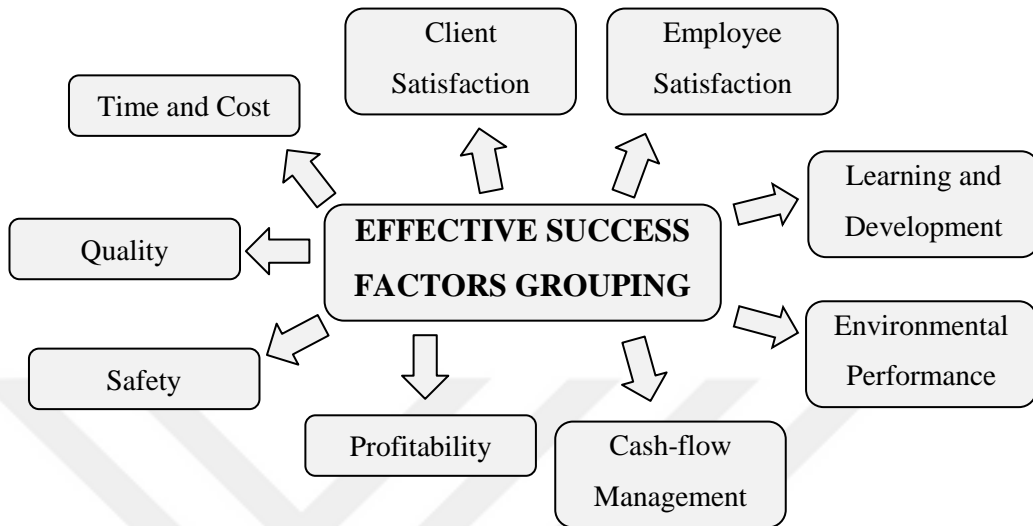 Client
Satisfaction
Employee
Satisfaction
Time and Cost
Learning and
Development
EFFECTIVE SUCCESS
FACTORS GROUPING
Quality
Environmental
Performance
Safety
Profitability
Cash-flow
Management